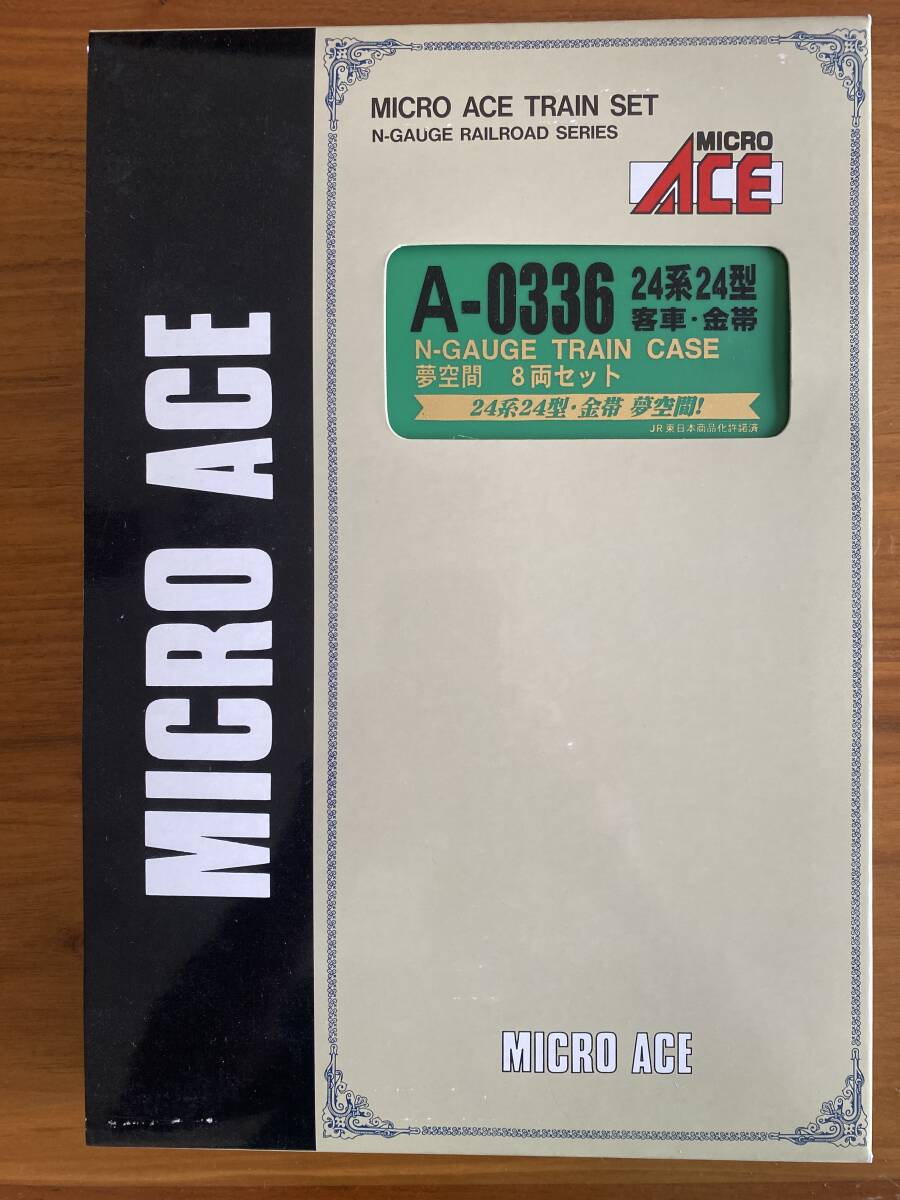 MICRO ACE TRAIN SET
N-GAUGE RAILROAD SERIES
MICRO
ACE
A-0336 24系24型
客車・金帯
N-GAUGE TRAIN CASE
夢空間 8両セット
24系24型・金帯 夢空間!
JR東日本商品化許諾済
MICRO ACE
MICRO ACE